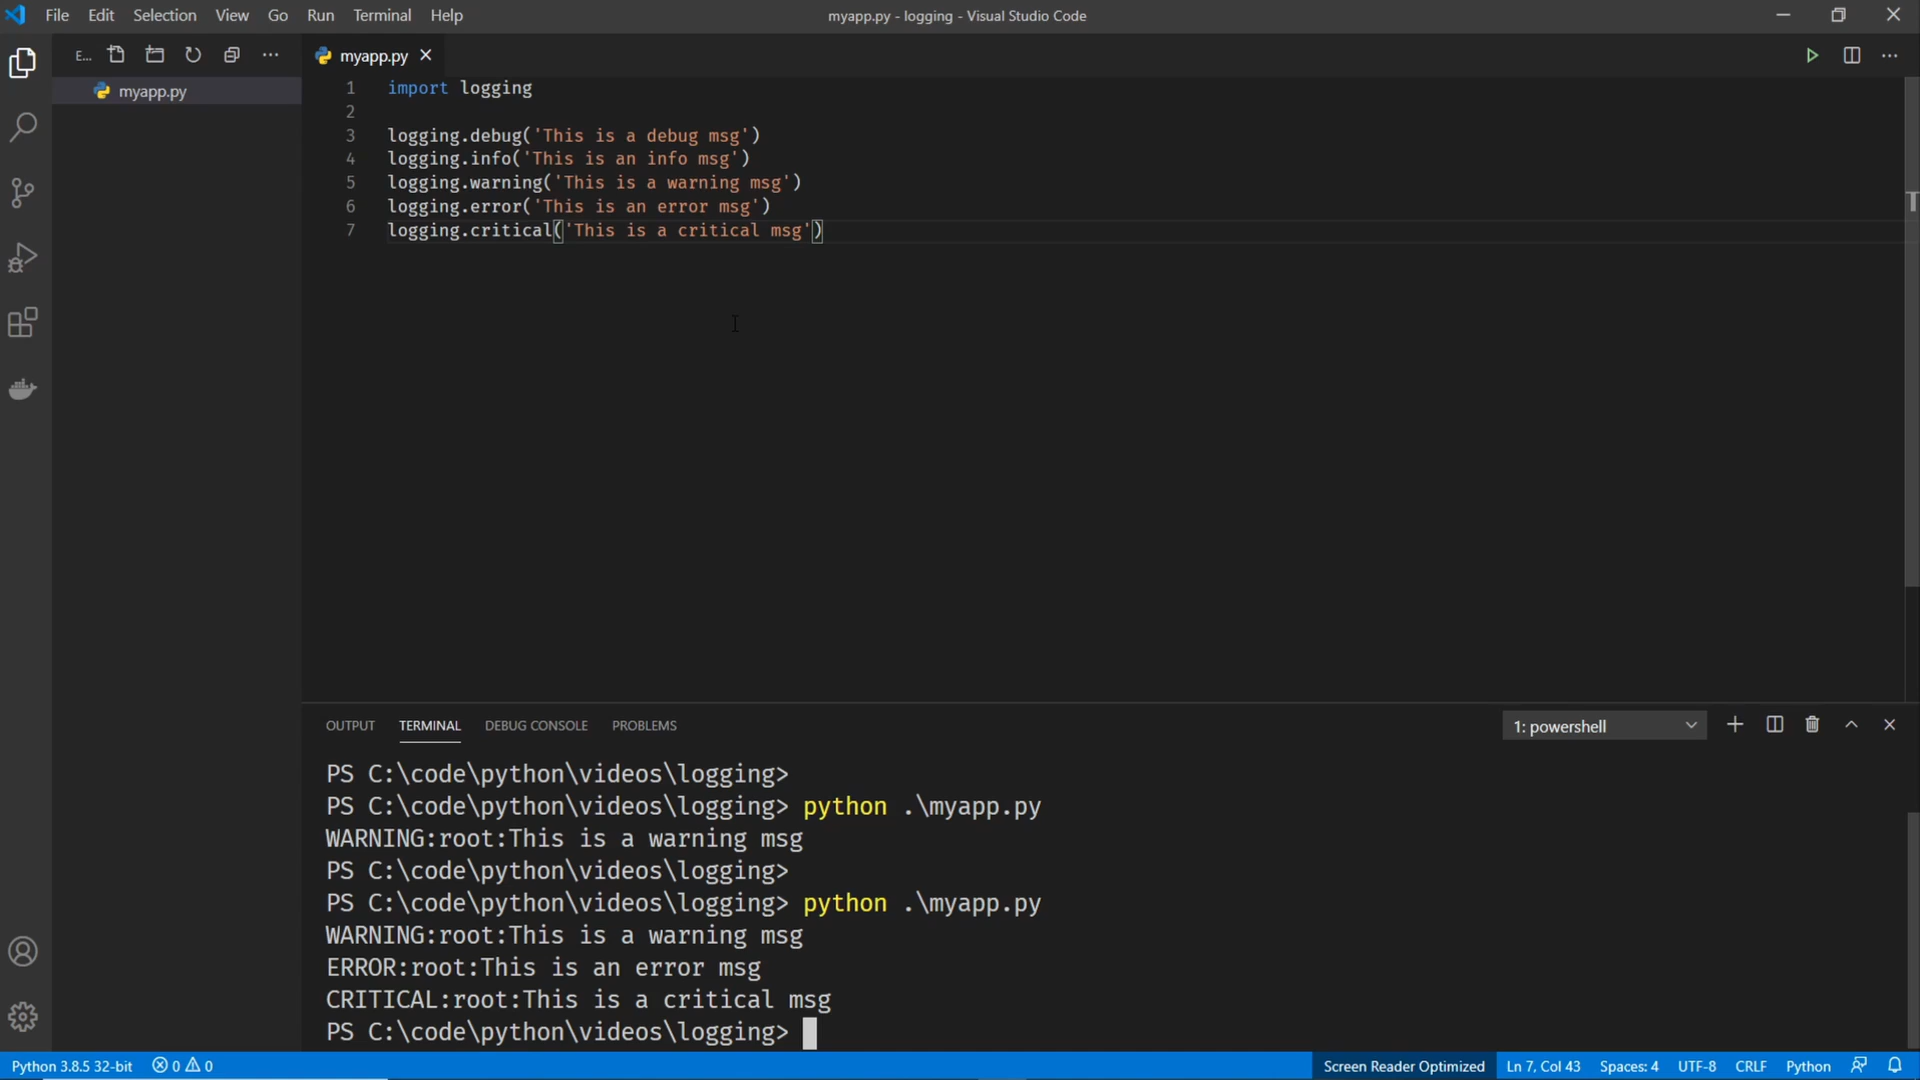 File Edit Selection View Go Run Terminal Help
myapp.py - logging - Visual Studio Code
E...
myapp.py
myapp.py
1 import logging
2
3 logging.debug('This is a debug msg')
4 logging.info('This is an info msg')
5 logging.warning('This is a warning msg')
6 logging.error('This is an error msg')
7 logging.critical('This is a critical msg')
OUTPUT TERMINAL DEBUG CONSOLE PROBLEMS
1: powershell
PS C:\code\python\videos\logging>
PS C:\code\python\videos\logging> python .\myapp.py
WARNING:root:This is a warning msg
PS C:\code\python\videos\logging>
PS C:\code\python\videos\logging> python .\myapp.py
WARNING:root:This is a warning msg
ERROR:root:This is an error msg
CRITICAL:root:This is a critical msg
PS C:\code\python\videos\logging>
Python 3.8.5 32-bit 0 0 Screen Reader Optimized Ln 7, Col 43 Spaces: 4 UTF-8 CRLF Python